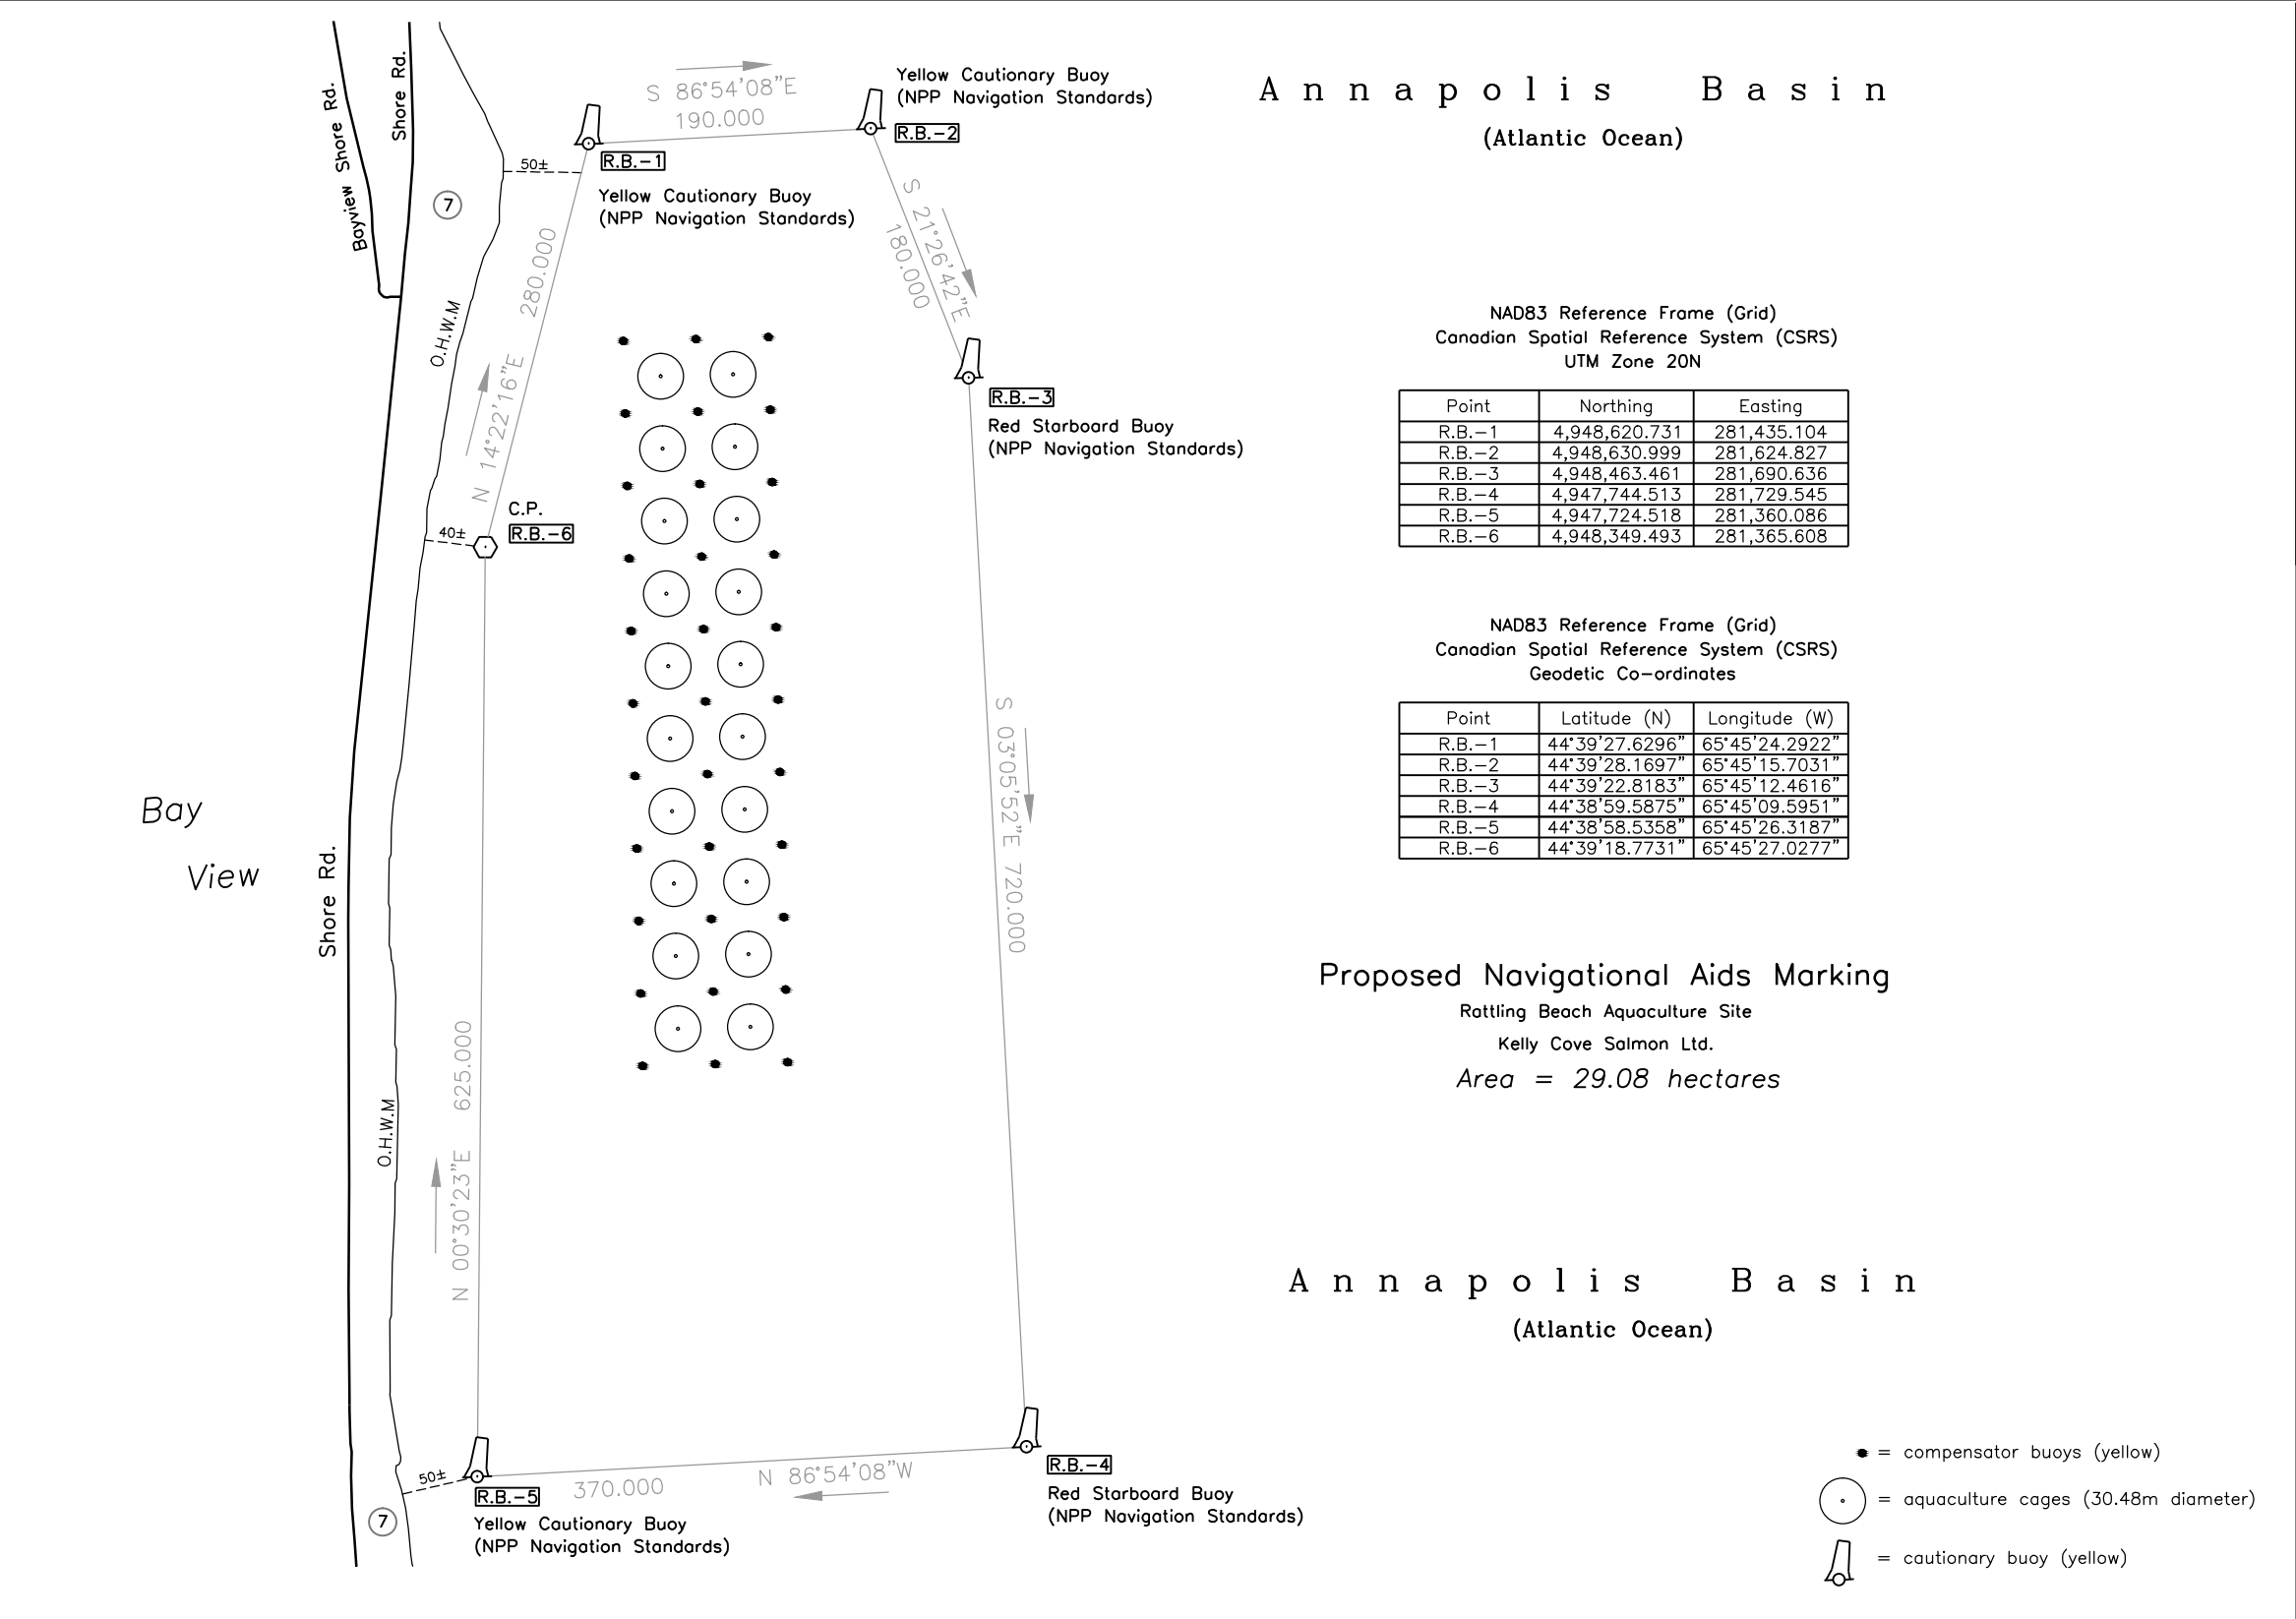 Bayview Shore Rd.
Shore Rd.
7
50±
S 86°54'08"E
190.000
Yellow Cautionary Buoy
(NPP Navigation Standards)
R.B.-2
R.B.-1
Yellow Cautionary Buoy
(NPP Navigation Standards)
S 21°26'42"E
180.000
N 14°22'16"E 280.000
O.H.W.M
R.B.-3
Red Starboard Buoy
(NPP Navigation Standards)
C.P.
R.B.-6
40±
S 03°05'52"E 720.000
Bay
View
Shore Rd.
N 00°30'23"E 625.000
O.H.W.M
50±
7
R.B.-5
Yellow Cautionary Buoy
(NPP Navigation Standards)
370.000
N 86°54'08"W
R.B.-4
Red Starboard Buoy
(NPP Navigation Standards)
Annapolis Basin
(Atlantic Ocean)
NAD83 Reference Frame (Grid)
Canadian Spatial Reference System (CSRS)
UTM Zone 20N
Point Northing Easting
R.B.-1 4,948,620.731 281,435.104
R.B.-2 4,948,630.999 281,624.827
R.B.-3 4,948,463.461 281,690.636
R.B.-4 4,947,744.513 281,729.545
R.B.-5 4,947,724.518 281,360.086
R.B.-6 4,948,349.493 281,365.608
NAD83 Reference Frame (Grid)
Canadian Spatial Reference System (CSRS)
Geodetic Co-ordinates
Point Latitude (N) Longitude (W)
R.B.-1 44°39'27.6296" 65°45'24.2922"
R.B.-2 44°39'28.1697" 65°45'15.7031"
R.B.-3 44°39'22.8183" 65°45'12.4616"
R.B.-4 44°38'59.5875" 65°45'09.5951"
R.B.-5 44°38'58.5358" 65°45'26.3187"
R.B.-6 44°39'18.7731" 65°45'27.0277"
Proposed Navigational Aids Marking
Rattling Beach Aquaculture Site
Kelly Cove Salmon Ltd.
Area = 29.08 hectares
Annapolis Basin
(Atlantic Ocean)
= compensator buoys (yellow)
= aquaculture cages (30.48m diameter)
= cautionary buoy (yellow)